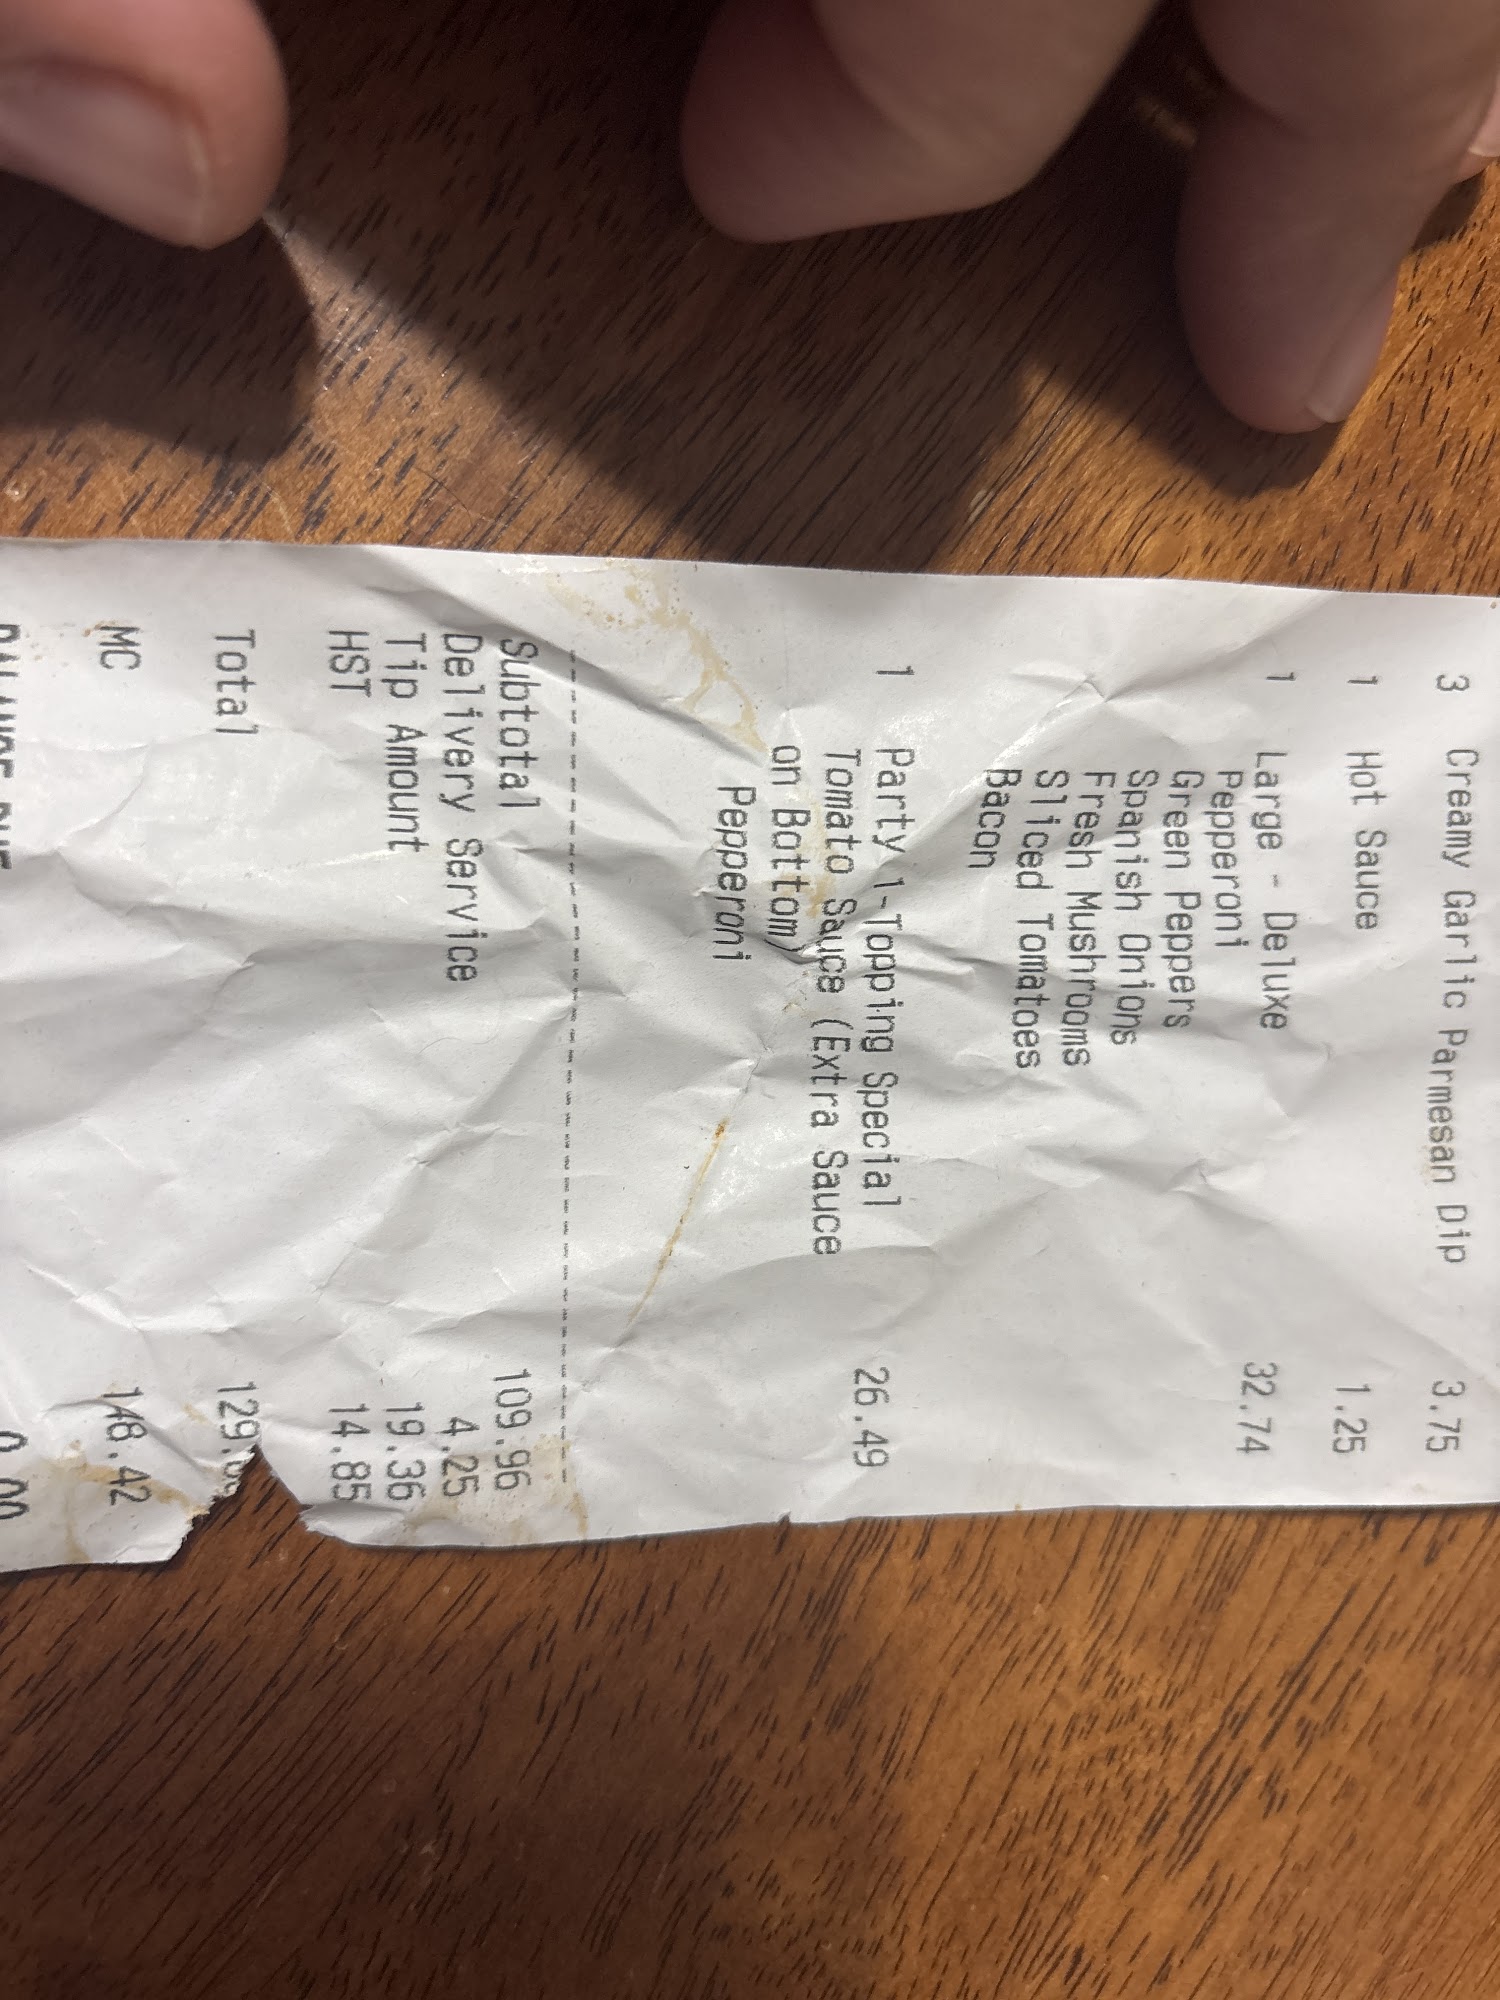 3 Creamy Garlic Parmesan Dip 3.75
1 Hot Sauce 1.25
1 Large - Deluxe 32.74
Pepperoni
Green Peppers
Spanish Onions
Fresh Mushrooms
Sliced Tomatoes
Bacon
1 Party 1-Topping Special 26.49
Tomato Sauce (Extra Sauce
on Bottom)
Pepperoni
Subtotal 109.96
Delivery Service 4.25
Tip Amount 19.36
HST 14.85
Total
MC 148.42